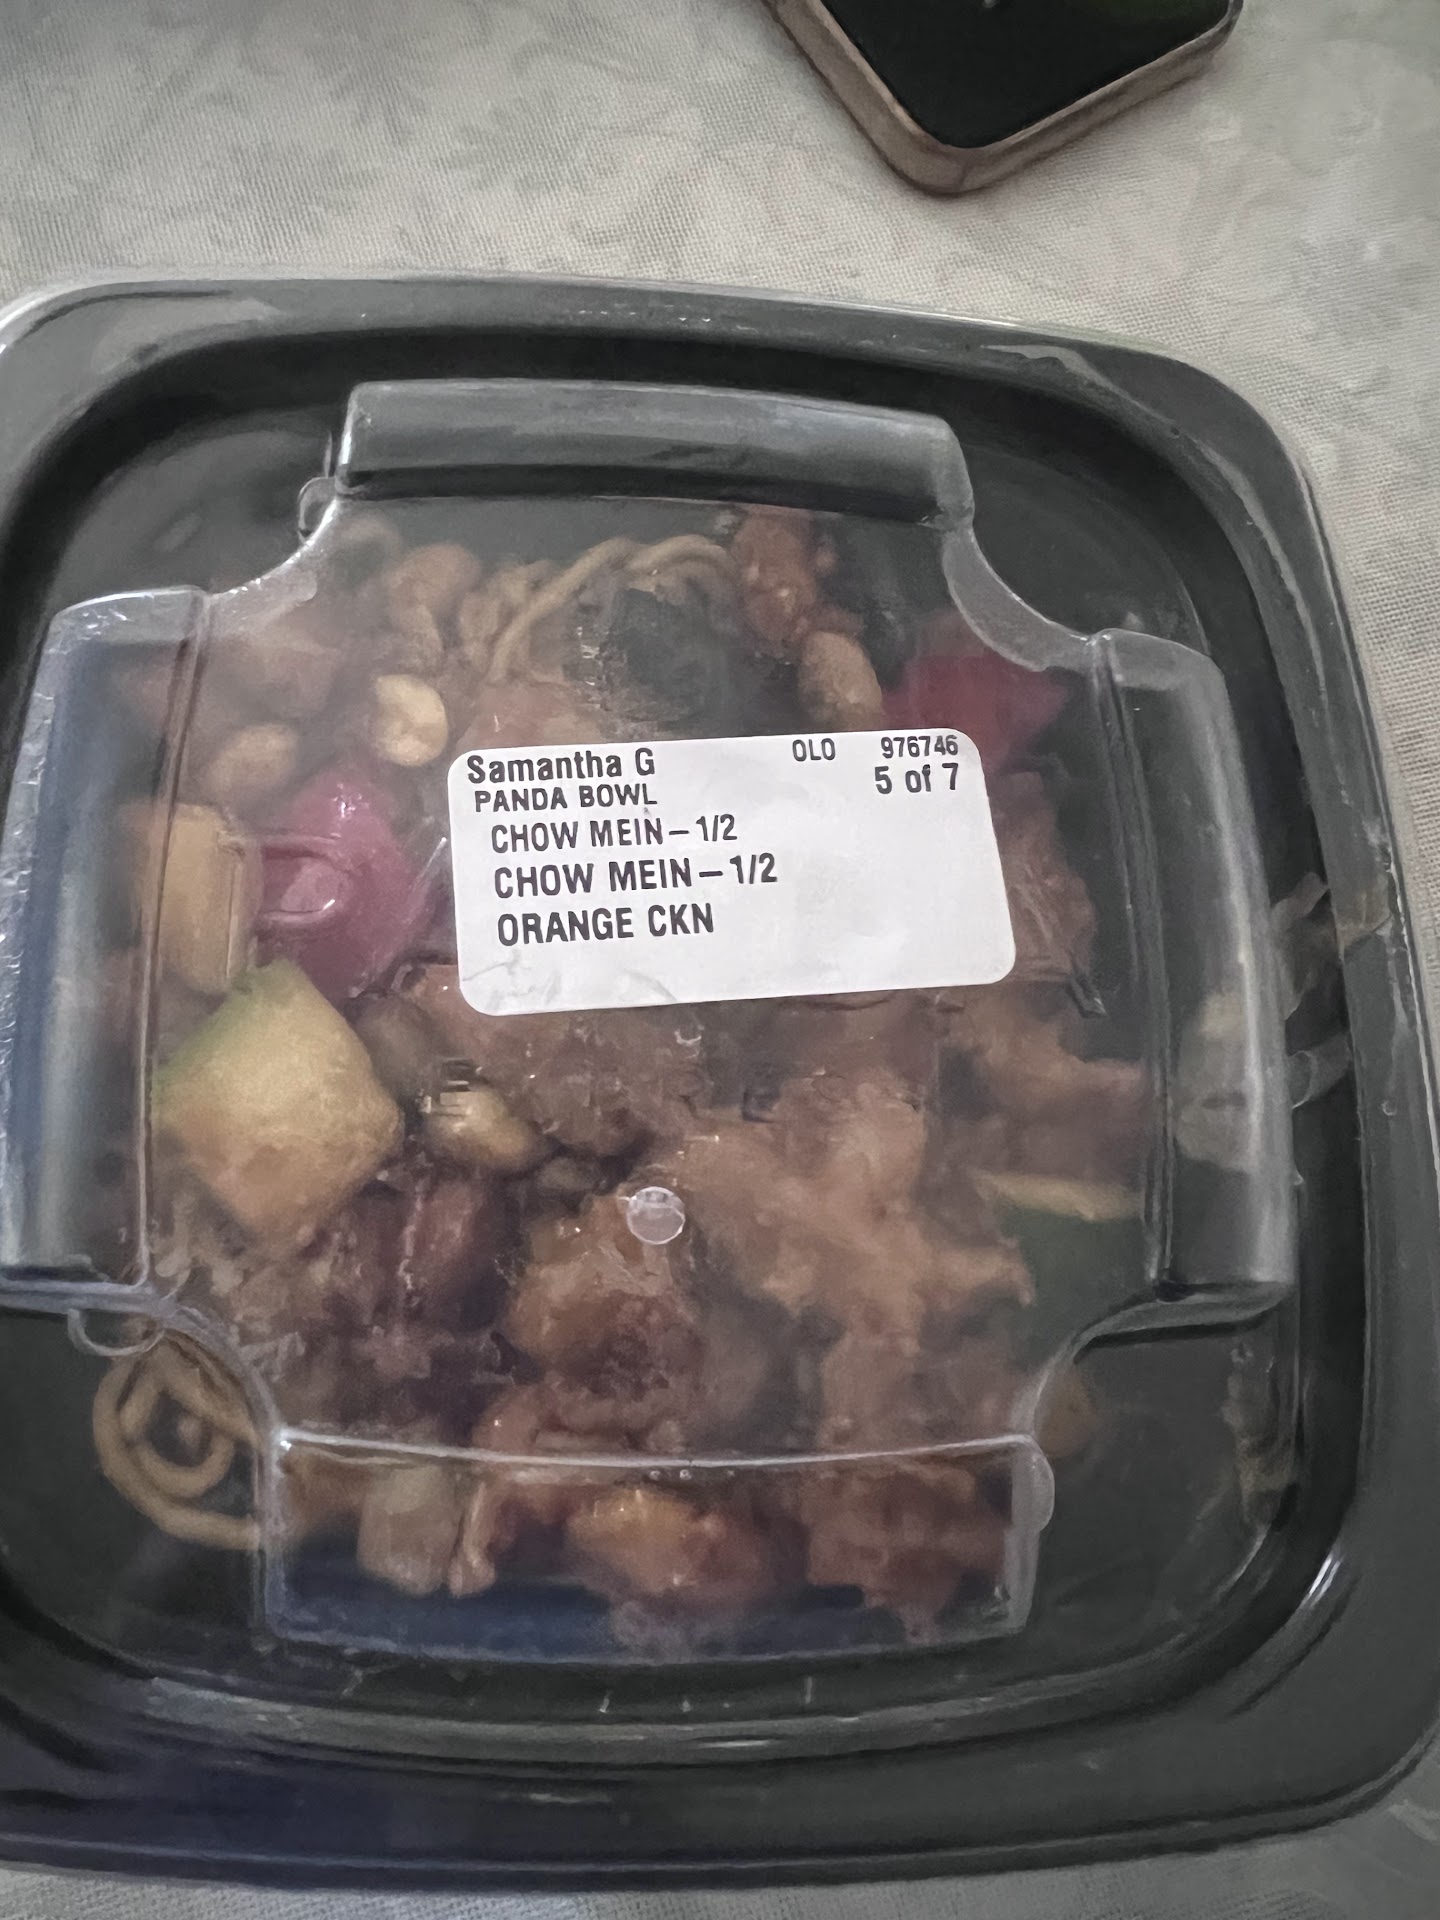 Samantha G OLO 976746
PANDA BOWL 5 of 7
CHOW MEIN - 1/2
CHOW MEIN - 1/2
ORANGE CKN